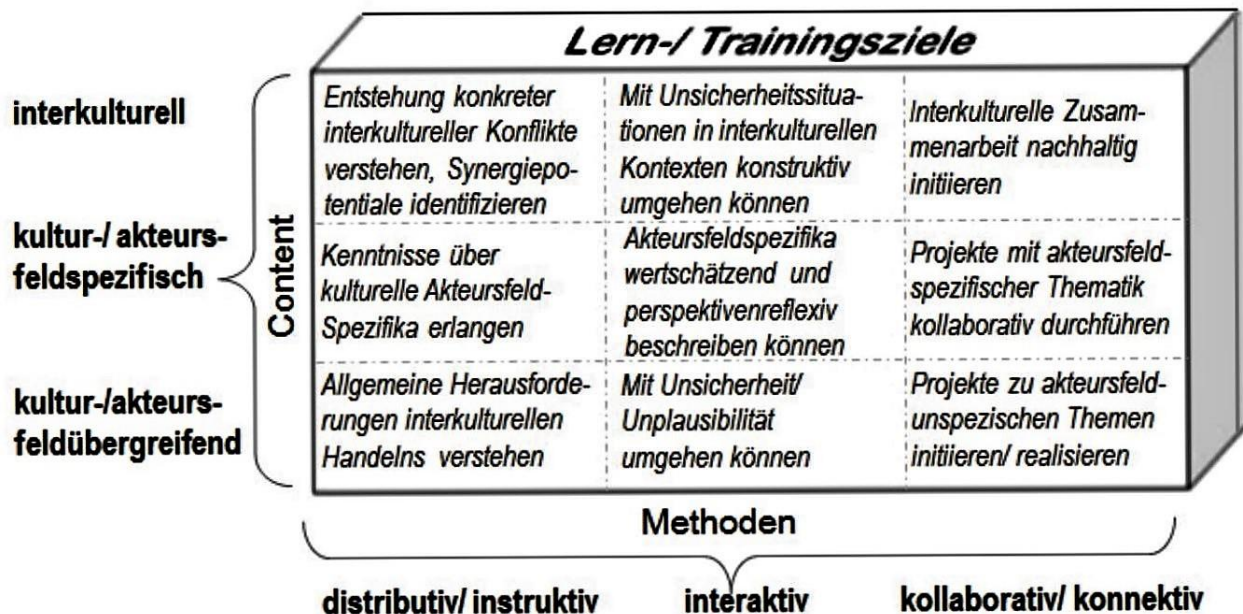 Lern-/ Trainingsziele
interkulturell
kultur-/ akteurs-
feldspezifisch
kultur-/akteurs-
feldübergreifend
Content
Entstehung konkreter
interkultureller Konflikte
verstehen, Synergiepo-
tentiale identifizieren
Mit Unsicherheitssitua-
tionen in interkulturellen
Kontexten konstruktiv
umgehen können
Interkulturelle Zusam-
menarbeit nachhaltig
initiieren
Kenntnisse über
kulturelle Akteursfeld-
Spezifika erlangen
Akteursfeldspezifika
wertschätzend und
perspektivenreflexiv
beschreiben können
Projekte mit akteursfeld-
spezifischer Thematik
kollaborativ durchführen
Allgemeine Herausforde-
rungen interkulturellen
Handelns verstehen
Mit Unsicherheit/
Unplausibilität
umgehen können
Projekte zu akteursfeld-
unspezischen Themen
initiieren/ realisieren
Methoden
distributiv/ instruktiv
interaktiv
kollaborativ/ konnektiv